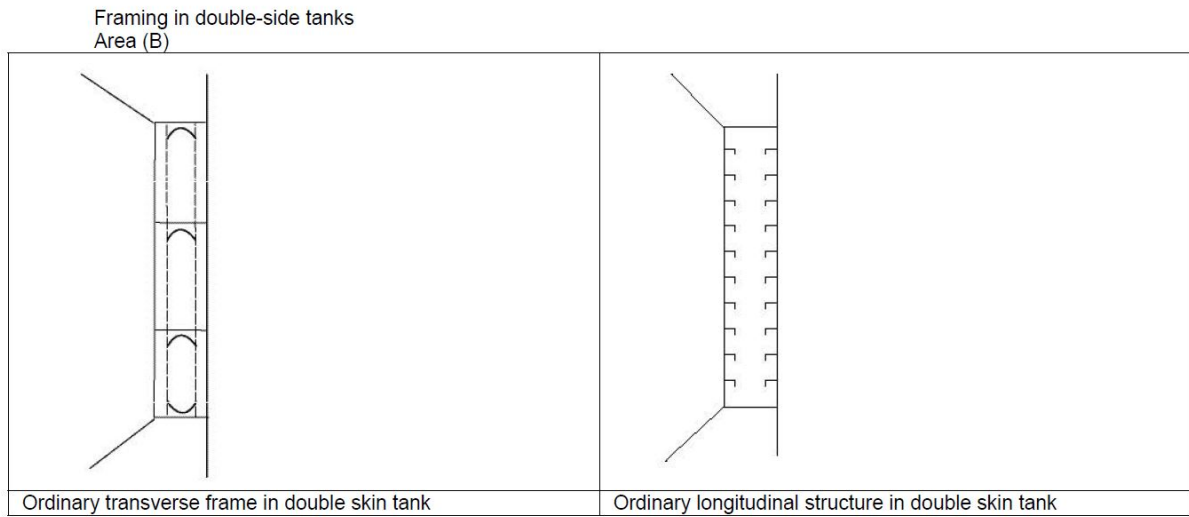 Framing in double-side tanks
Area (B)
Ordinary transverse frame in double skin tank
Ordinary longitudinal structure in double skin tank